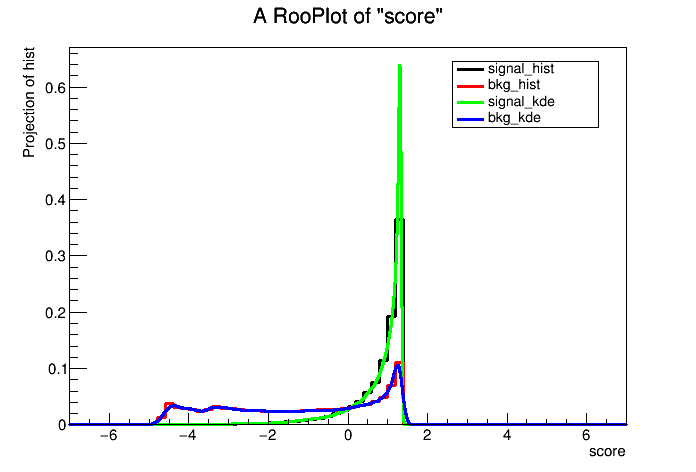 A RooPlot of "score"
Projection of hist
signal_hist
bkg_hist
signal_kde
bkg_kde
0.6
0.5
0.4
0.3
0.2
0.1
0
−6 −4 −2 0 2 4 6
score